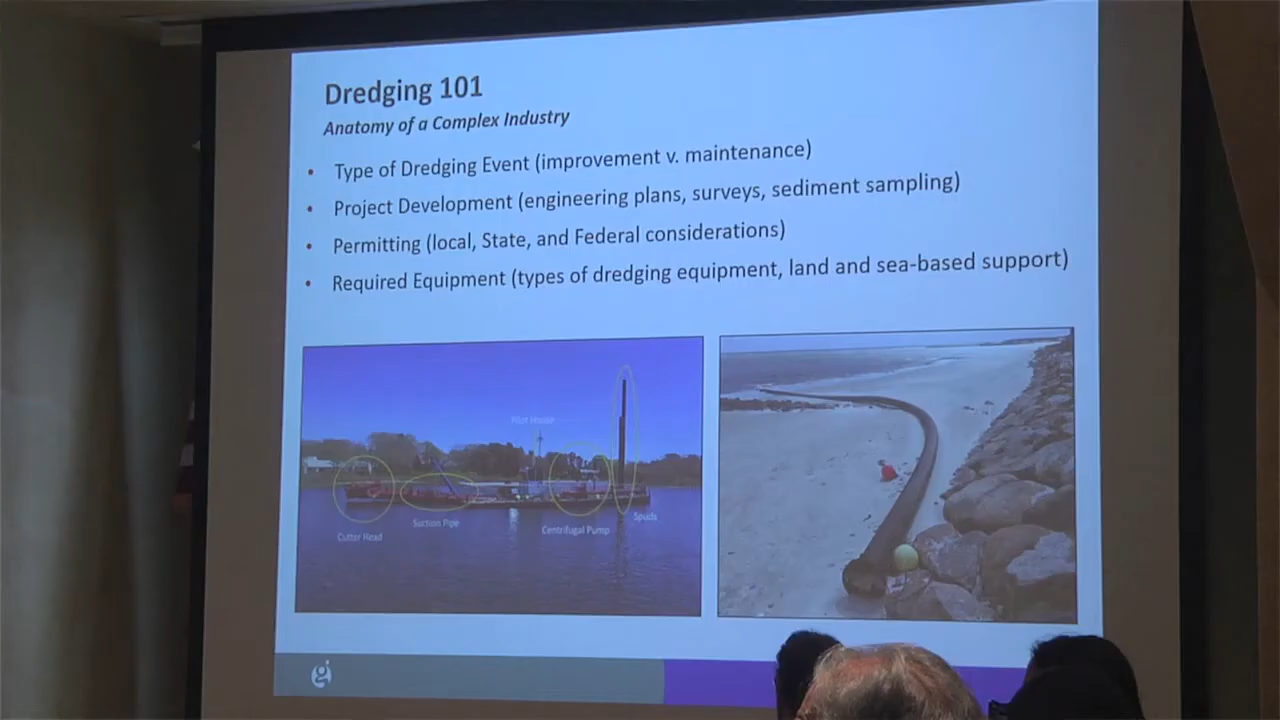 Dredging 101
Anatomy of a Complex Industry
• Type of Dredging Event (improvement v. maintenance)
• Project Development (engineering plans, surveys, sediment sampling)
• Permitting (local, State, and Federal considerations)
• Required Equipment (types of dredging equipment, land and sea-based support)
Pilot House
Cutter Head
Suction Pipe
Centrifugal Pump
Spuds